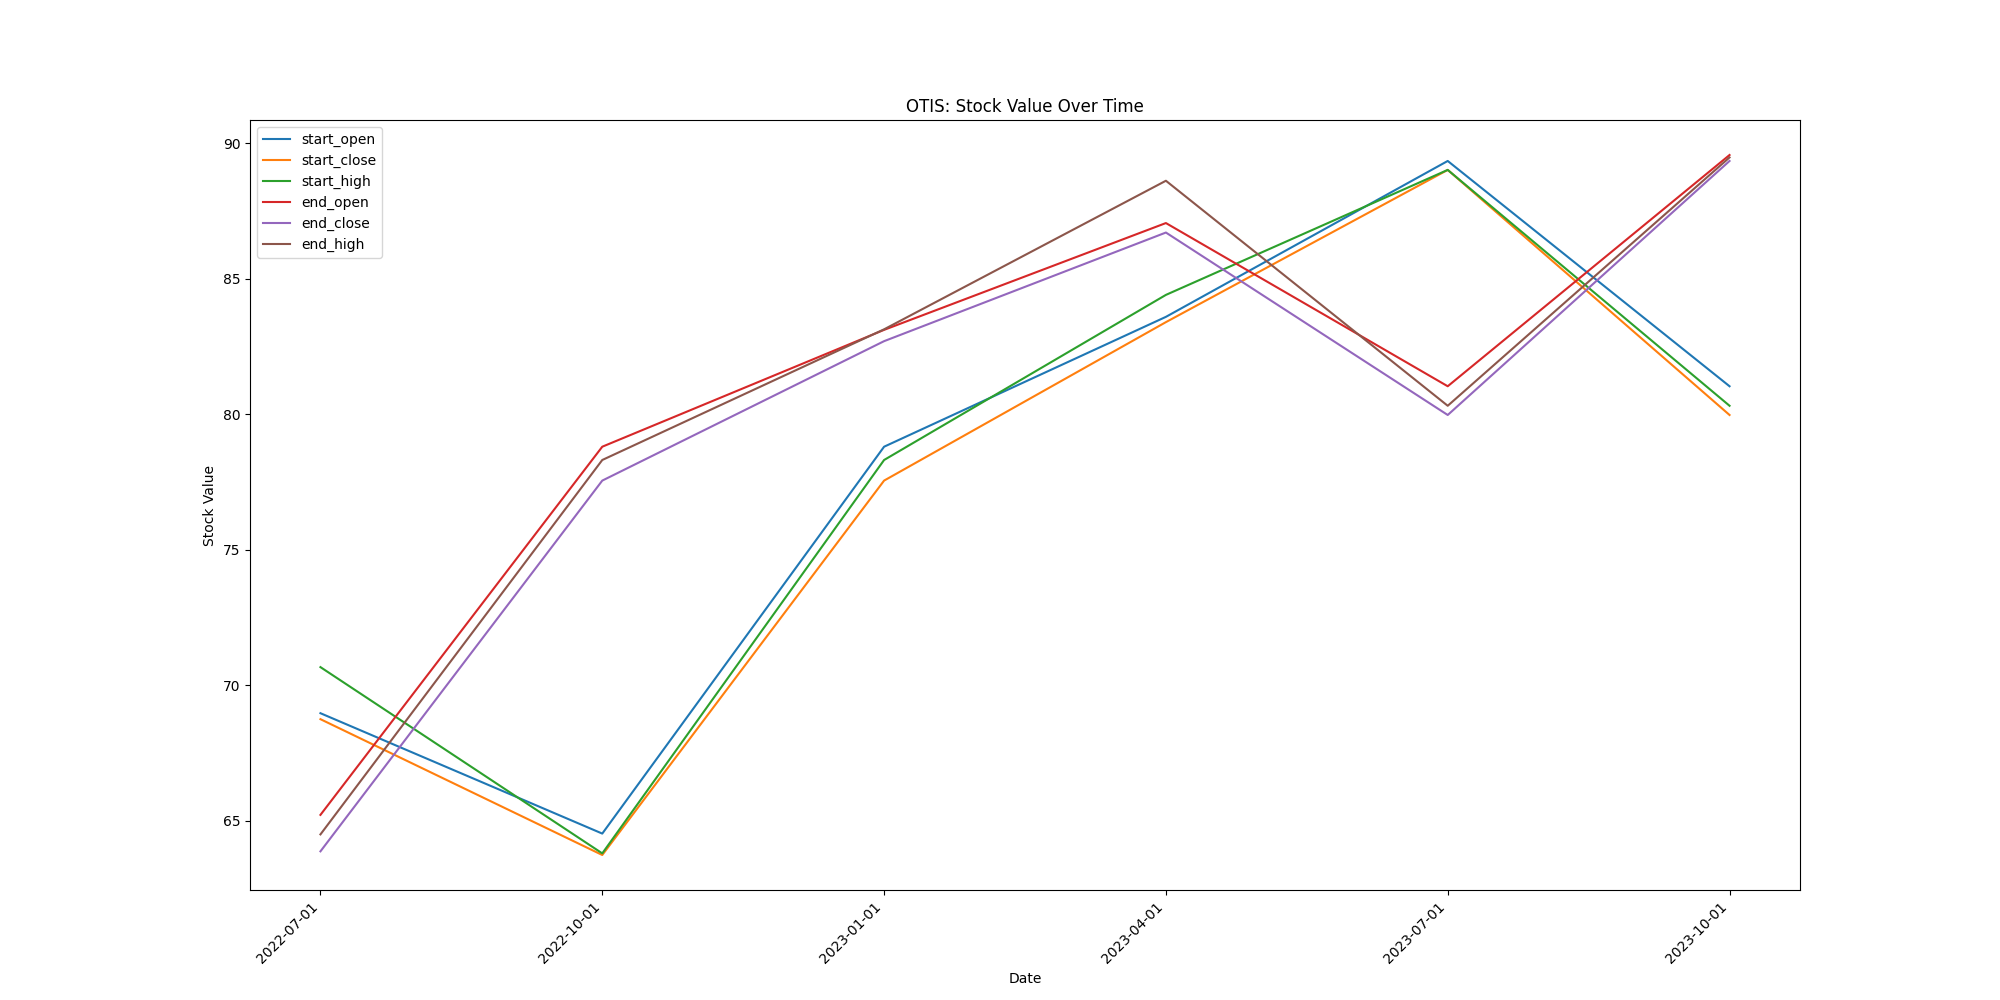 OTIS: Stock Value Over Time
start_open
start_close
start_high
end_open
end_close
end_high
90
85
80
75
70
65
Stock Value
2022-07-01
2022-10-01
2023-01-01
2023-04-01
2023-07-01
2023-10-01
Date